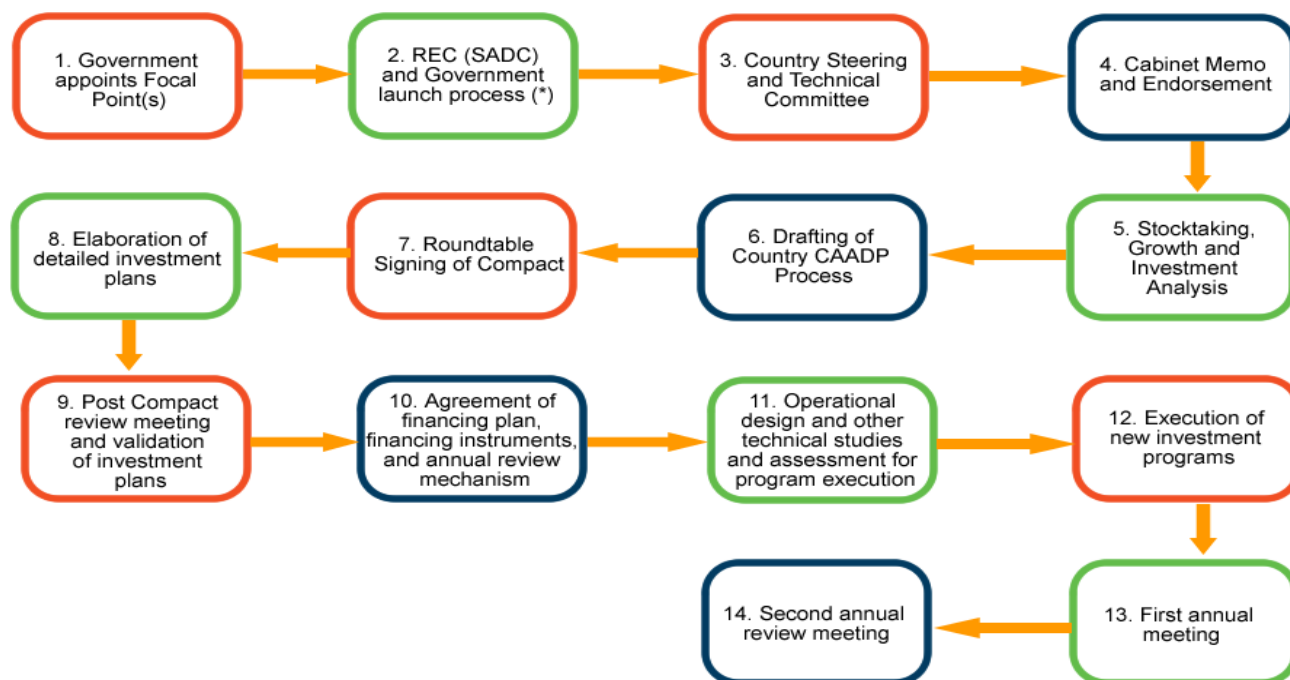 1. Government
appoints Focal
Point(s)
2. REC (SADC)
and Government
launch process (*)
3. Country Steering
and Technical
Committee
4. Cabinet Memo
and Endorsement
5. Stocktaking,
Growth and
Investment
Analysis
6. Drafting of
Country CAADP
Process
7. Roundtable
Signing of Compact
8. Elaboration of
detailed investment
plans
9. Post Compact
review meeting
and validation
of investment
plans
10. Agreement of
financing plan,
financing instruments,
and annual review
mechanism
11. Operational
design and other
technical studies
and assessment for
program execution
12. Execution of
new investment
programs
13. First annual
meeting
14. Second annual
review meeting